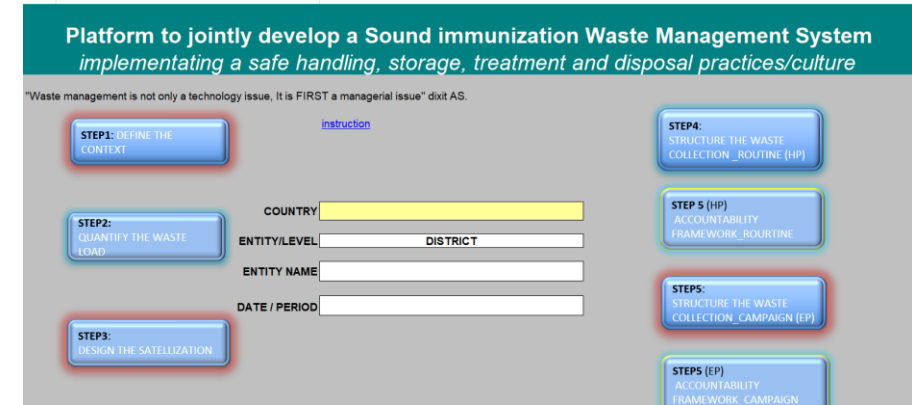 Platform to jointly develop a Sound immunization Waste Management System
implementating a safe handling, storage, treatment and disposal practices/culture
"Waste management is not only a technology issue, It is FIRST a managerial issue" dixit AS.
instruction
STEP1: DEFINE THE
CONTEXT
STEP2:
QUANTIFY THE WASTE
LOAD
STEP3:
DESIGN THE SATELLIZATION
COUNTRY
ENTITY/LEVEL DISTRICT
ENTITY NAME
DATE / PERIOD
STEP4:
STRUCTURE THE WASTE
COLLECTION _ROUTINE (HP)
STEP 5 (HP)
ACCOUNTABILITY
FRAMEWORK_ROURTINE
STEP5:
STRUCTURE THE WASTE
COLLECTION_CAMPAIGN (EP)
STEP5 (EP)
ACCOUNTABILITY
FRAMEWORK_CAMPAIGN